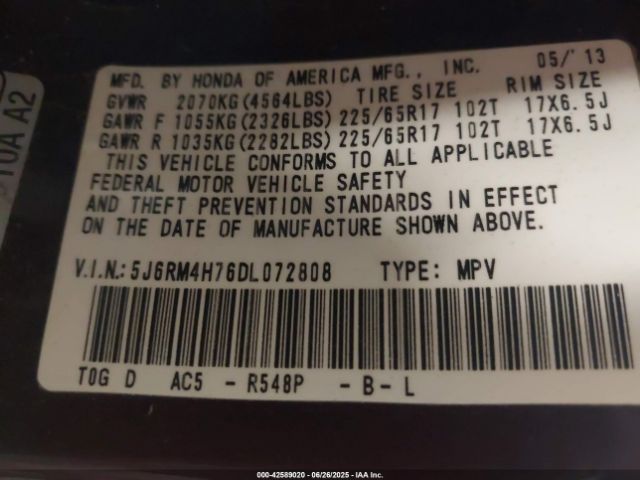 MFD. BY HONDA OF AMERICA MFG., INC. 05/'13
GVWR 2070KG(4564LBS) TIRE SIZE RIM SIZE
GAWR F 1055KG(2326LBS) 225/65R17 102T 17X6.5J
GAWR R 1035KG(2282LBS) 225/65R17 102T 17X6.5J
THIS VEHICLE CONFORMS TO ALL APPLICABLE
FEDERAL MOTOR VEHICLE SAFETY
AND THEFT PREVENTION STANDARDS IN EFFECT
ON THE DATE OF MANUFACTURE SHOWN ABOVE.
V.I.N.: 5J6RM4H76DL072808 TYPE: MPV
T0G D AC5 - R548P - B - L
T0A A2
000-42589020 | 06/26/2025 | IAA Inc.